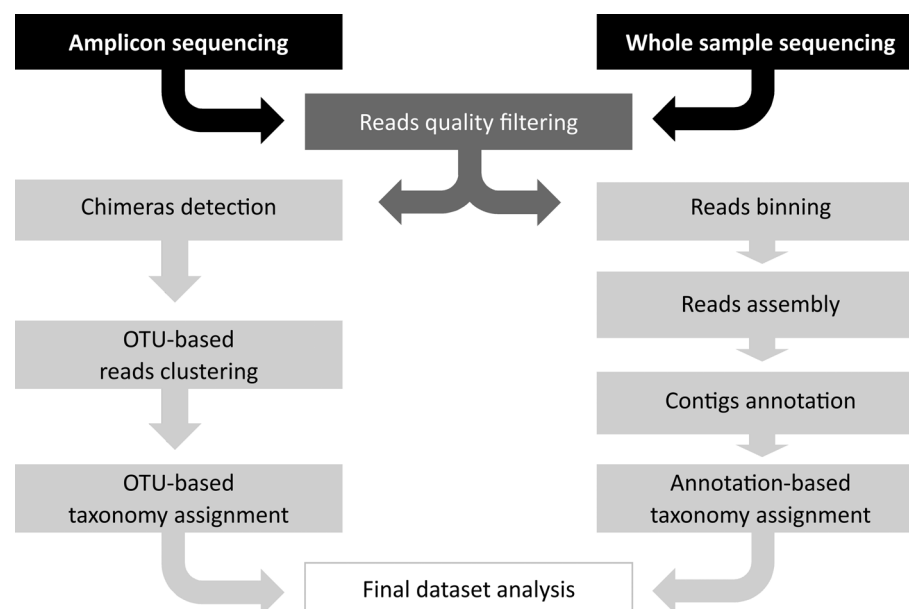 Amplicon sequencing
Whole sample sequencing
Reads quality filtering
Chimeras detection
Reads binning
Reads assembly
OTU-based
reads clustering
Contigs annotation
OTU-based
taxonomy assignment
Annotation-based
taxonomy assignment
Final dataset analysis